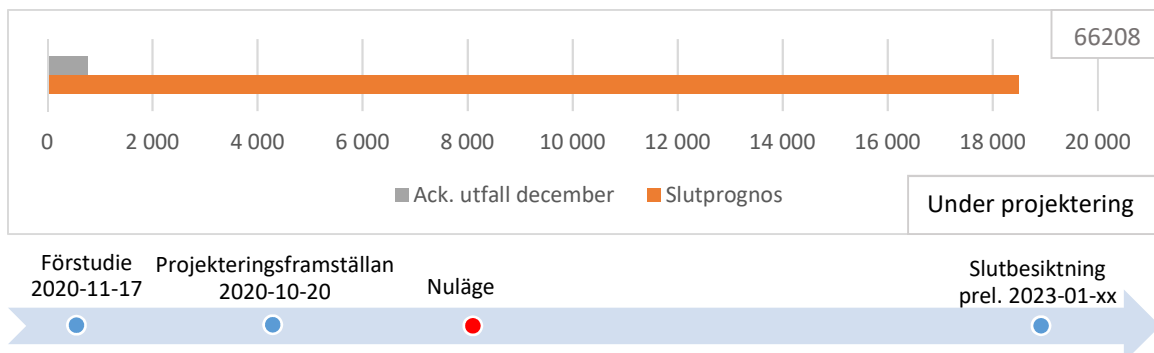 66208
0 2 000 4 000 6 000 8 000 10 000 12 000 14 000 16 000 18 000 20 000
Ack. utfall december Slutprognos
Under projektering
Förstudie
2020-11-17
Projekteringsframställan
2020-10-20
Nuläge
Slutbesiktning
prel. 2023-01-xx